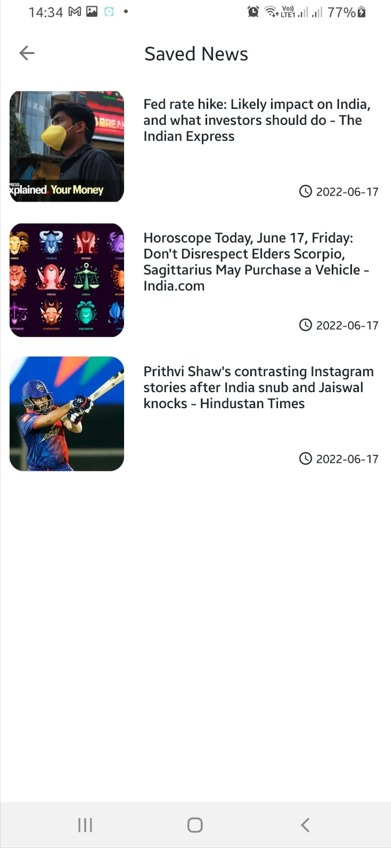 14:34
Vo))
LTE1
77%
Saved News
Fed rate hike: Likely impact on India,
and what investors should do - The
Indian Express
BREA
xplained. Your Money
2022-06-17
Horoscope Today, June 17, Friday:
Don't Disrespect Elders Scorpio,
Sagittarius May Purchase a Vehicle -
India.com
2022-06-17
Prithvi Shaw's contrasting Instagram
stories after India snub and Jaiswal
knocks - Hindustan Times
2022-06-17